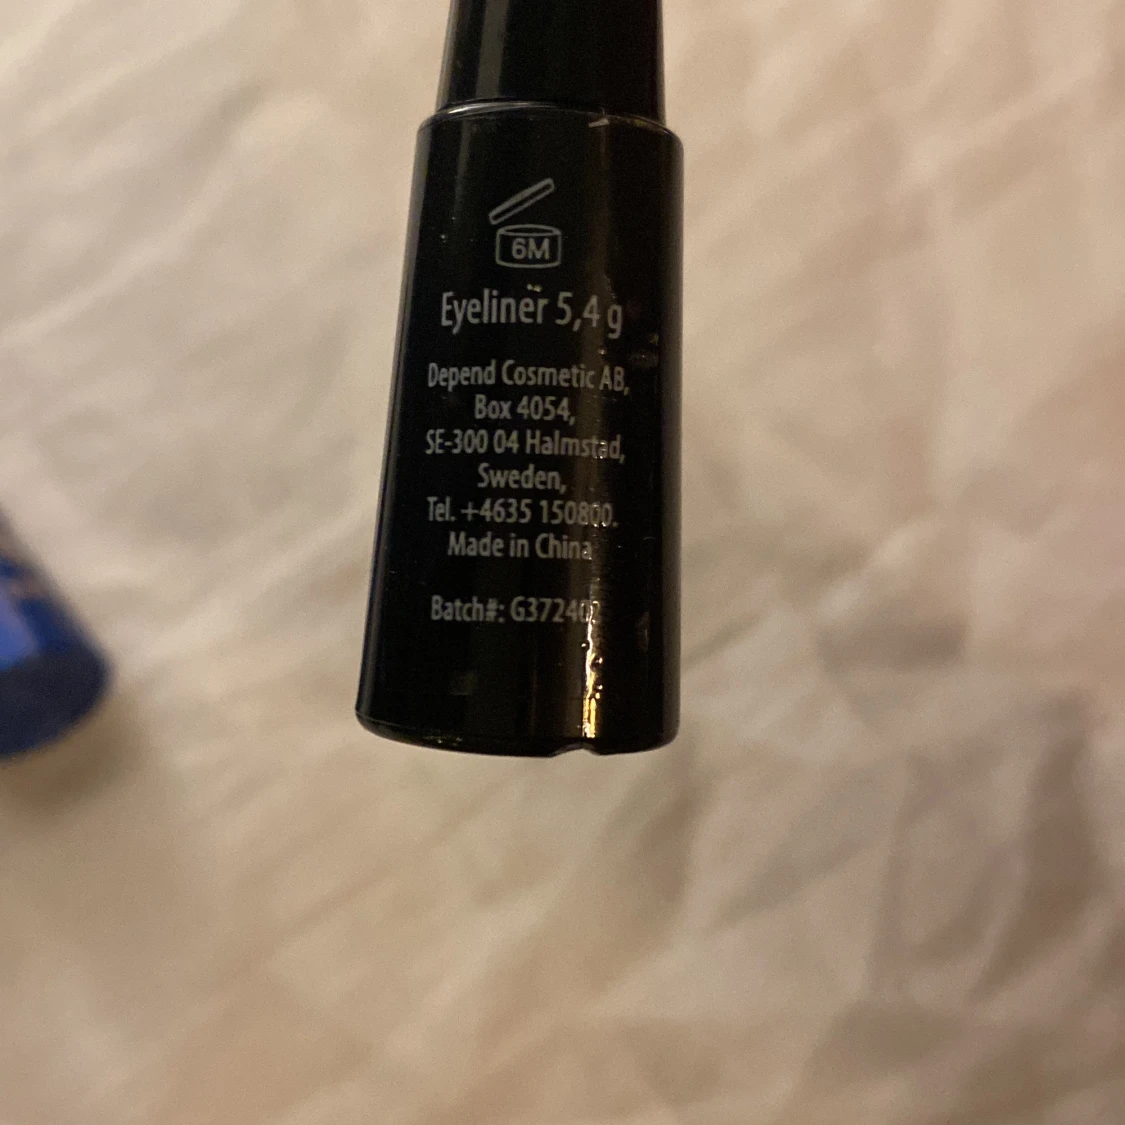 6M
Eyeliner 5,4 g
Depend Cosmetic AB,
Box 4054,
SE-300 04 Halmstad,
Sweden,
Tel. +4635 150800.
Made in China
Batch#: